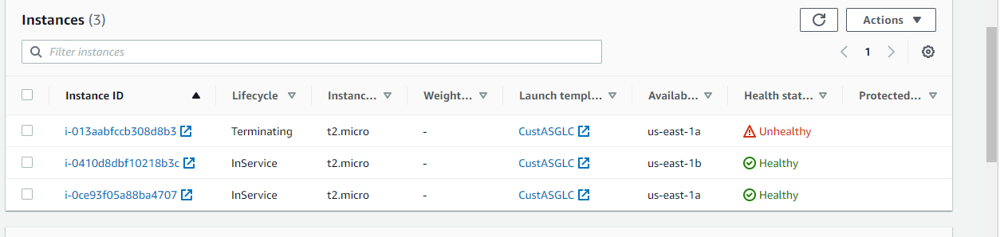 Instances (3)
Actions
Filter instances
1
Instance ID Lifecycle Instanc... Weight... Launch templ... Availab... Health stat... Protected...
i-013aabfccb308d8b3 Terminating t2.micro - CustASGLC us-east-1a Unhealthy
i-0410d8dbf10218b3c InService t2.micro - CustASGLC us-east-1b Healthy
i-0ce93f05a88ba4707 InService t2.micro - CustASGLC us-east-1a Healthy